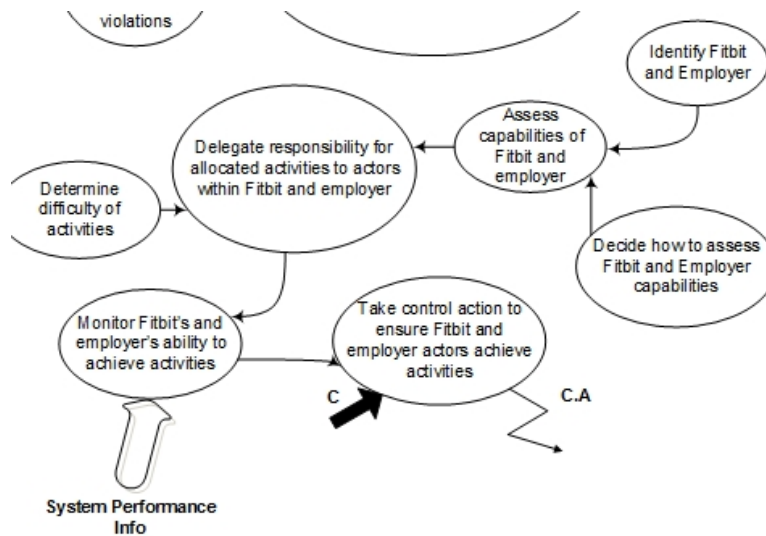 violations
Identify Fitbit
and Employer
Assess
capabilities of
Fitbit and
employer
Delegate responsibility for
allocated activities to actors
within Fitbit and employer
Determine
difficulty of
activities
Decide how to assess
Fitbit and Employer
capabilities
Monitor Fitbit's and
employer's ability to
achieve activities
Take control action to
ensure Fitbit and
employer actors achieve
activities
C
C.A
System Performance
Info